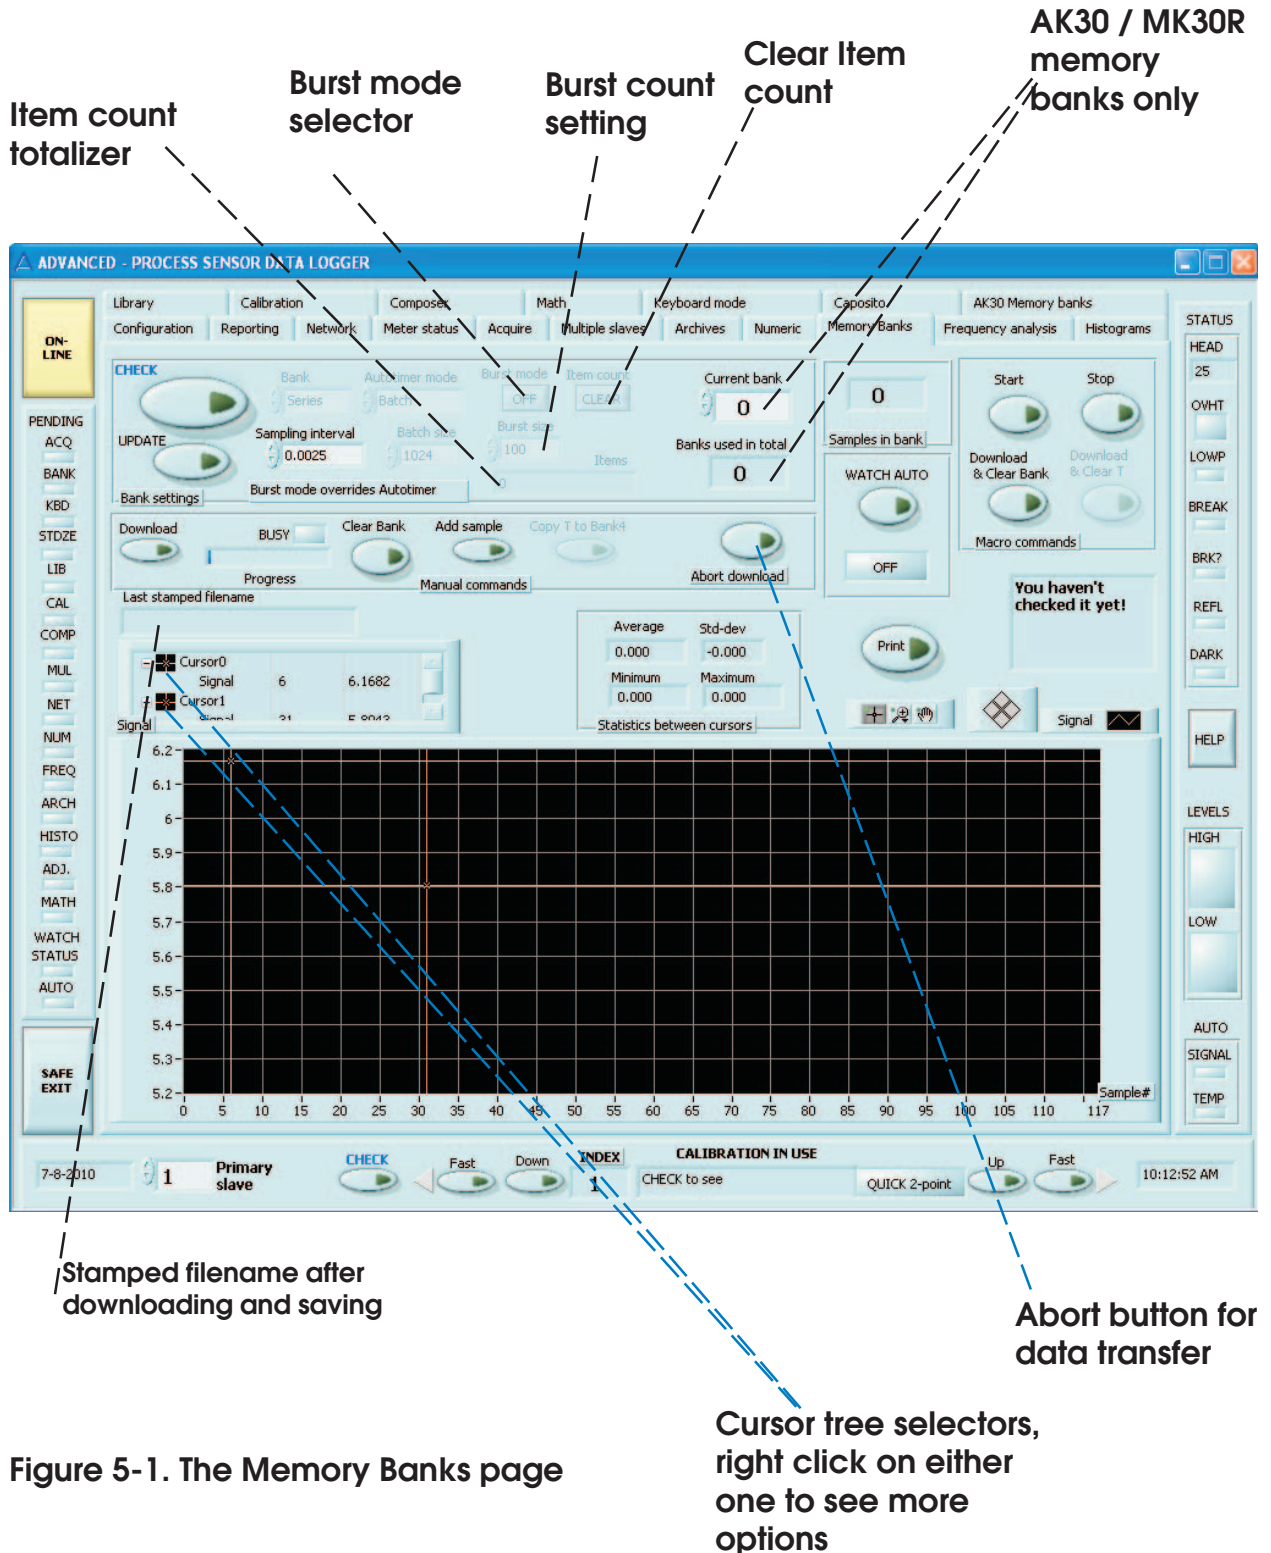 AK30 / MK30R
memory
banks only
Clear Item
count
Burst mode
selector
Burst count
setting
Item count
totalizer
ADVANCED - PROCESS SENSOR DATA LOGGER
Library Calibration Composer Math Keyboard mode Caposito AK30 Memory banks
Configuration Reporting Network Meter status Acquire Multiple slaves Archives Numeric Memory Banks Frequency analysis Histograms
ON-
LINE
PENDING
ACQ
BANK
KBD
STDZE
LIB
CAL
COMP
MUL
NET
NUM
FREQ
ARCH
HISTO
ADJ.
MATH
WATCH
STATUS
AUTO
SAFE
EXIT
CHECK
UPDATE
Bank settings
Bank
Series
Autotimer mode
Batch
Burst mode
OFF
Item count
CLEAR
Sampling interval
0.0025
Batch size
1024
Burst size
100
Items
0
Burst mode overrides Autotimer
Current bank
0
Banks used in total
0
0
Samples in bank
WATCH AUTO
OFF
Start Stop
Download
& Clear Bank
Download
& Clear T
Macro commands
Download
BUSY
Progress
Clear Bank
Add sample
Copy T to Bank4
Manual commands
Abort download
You haven't
checked it yet!
Last stamped filename
Cursor0
Signal 6 6.1682
Cursor1
Signal 31 5.8043
Signal
Average Std-dev
0.000 -0.000
Minimum Maximum
0.000 0.000
Statistics between cursors
Print
Signal
6.2
6.1
6
5.9
5.8
5.7
5.6
5.5
5.4
5.3
5.2
0 5 10 15 20 25 30 35 40 45 50 55 60 65 70 75 80 85 90 95 100 105 110 117
Sample#
STATUS
HEAD
25
OVHT
LOWP
BREAK
BRK?
REFL
DARK
HELP
LEVELS
HIGH
LOW
AUTO
SIGNAL
TEMP
7-8-2010
1
Primary
slave
CHECK
Fast
Down
INDEX
1
CALIBRATION IN USE
CHECK to see
QUICK 2-point
Up
Fast
10:12:52 AM
Stamped filename after
downloading and saving
Abort button for
data transfer
Cursor tree selectors,
right click on either
one to see more
options
Figure 5-1. The Memory Banks page